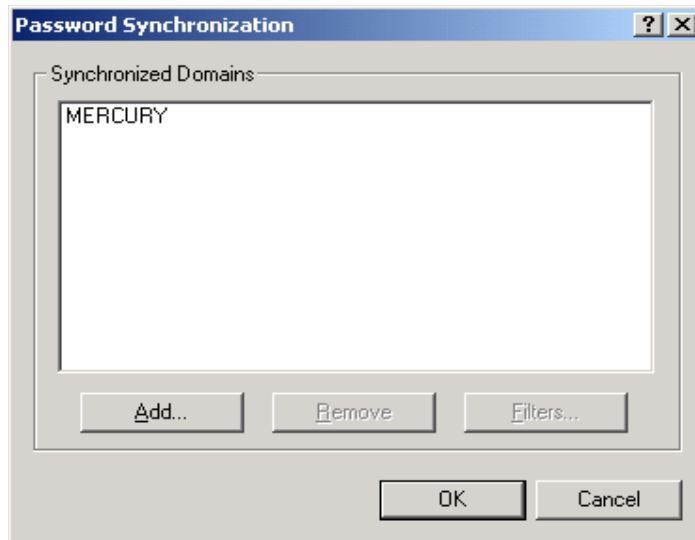 Password Synchronization
Synchronized Domains
MERCURY
Add... Remove Filters...
OK Cancel